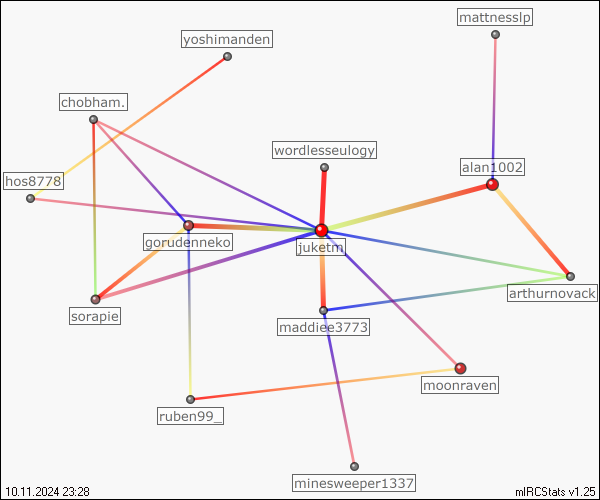 mattnesslp
yoshimanden
chobham.
wordlesseulogy
alan1002
hos8778
gorudenneko
juketm
arthurnovack
sorapie
maddiee3773
moonraven
ruben99_
minesweeper1337
10.11.2024 23:28
mIRCStats v1.25